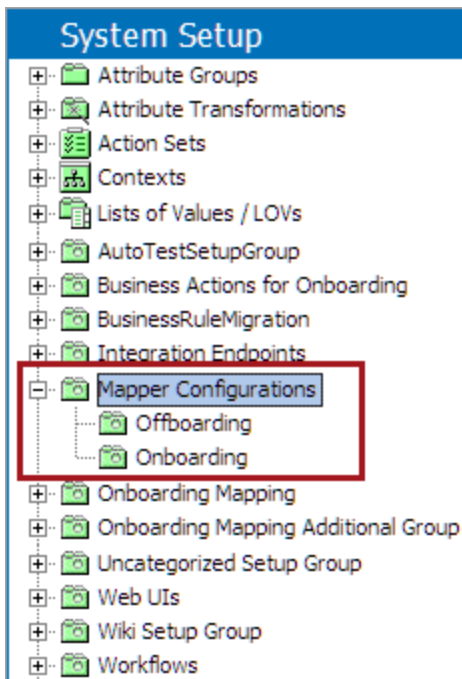 System Setup
Attribute Groups
Attribute Transformations
Action Sets
Contexts
Lists of Values / LOVs
AutoTestSetupGroup
Business Actions for Onboarding
BusinessRuleMigration
Integration Endpoints
Mapper Configurations
Offboarding
Onboarding
Onboarding Mapping
Onboarding Mapping Additional Group
Uncategorized Setup Group
Web UIs
Wiki Setup Group
Workflows